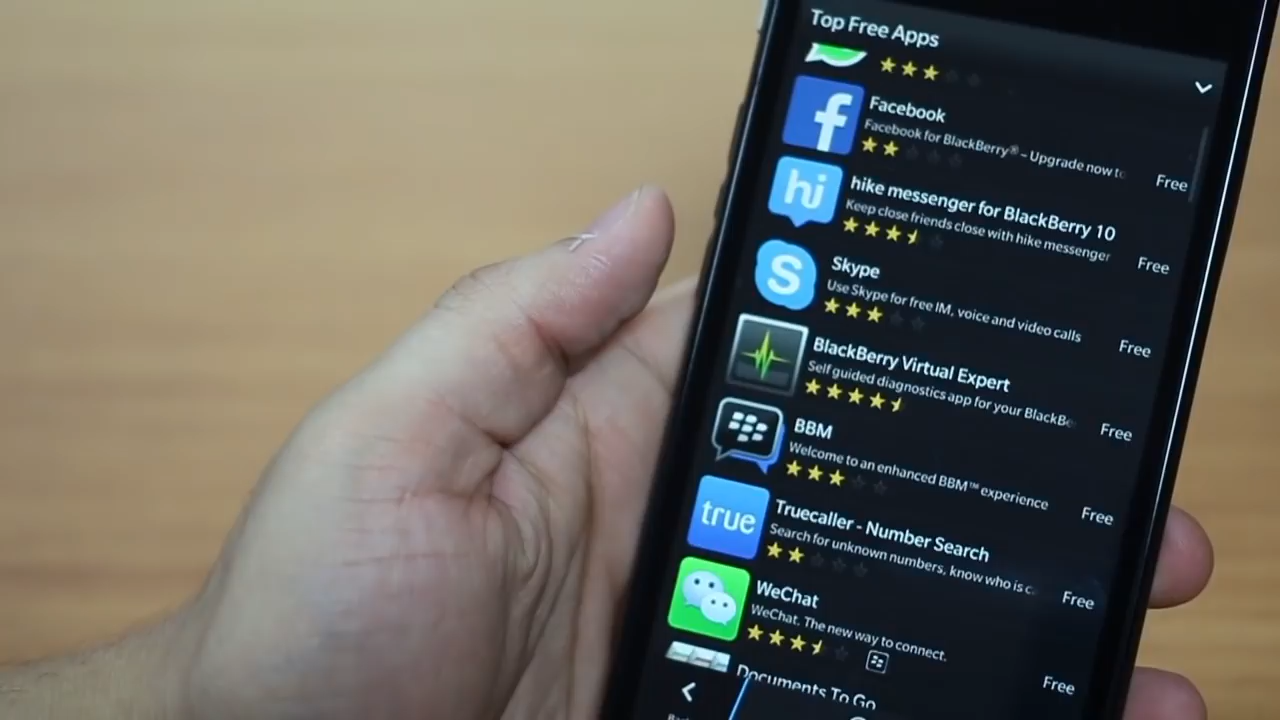 Top Free Apps
Facebook
Facebook for BlackBerry® – Upgrade now to
Free
hi
hike messenger for BlackBerry 10
Keep close friends close with hike messenger
Free
Skype
Use Skype for free IM, voice and video calls
Free
BlackBerry Virtual Expert
Self guided diagnostics app for your BlackBe
Free
BBM
Welcome to an enhanced BBM™ experience
Free
true
Truecaller - Number Search
Search for unknown numbers, know who is c
Free
WeChat
WeChat. The new way to connect.
Free
Documents To Go